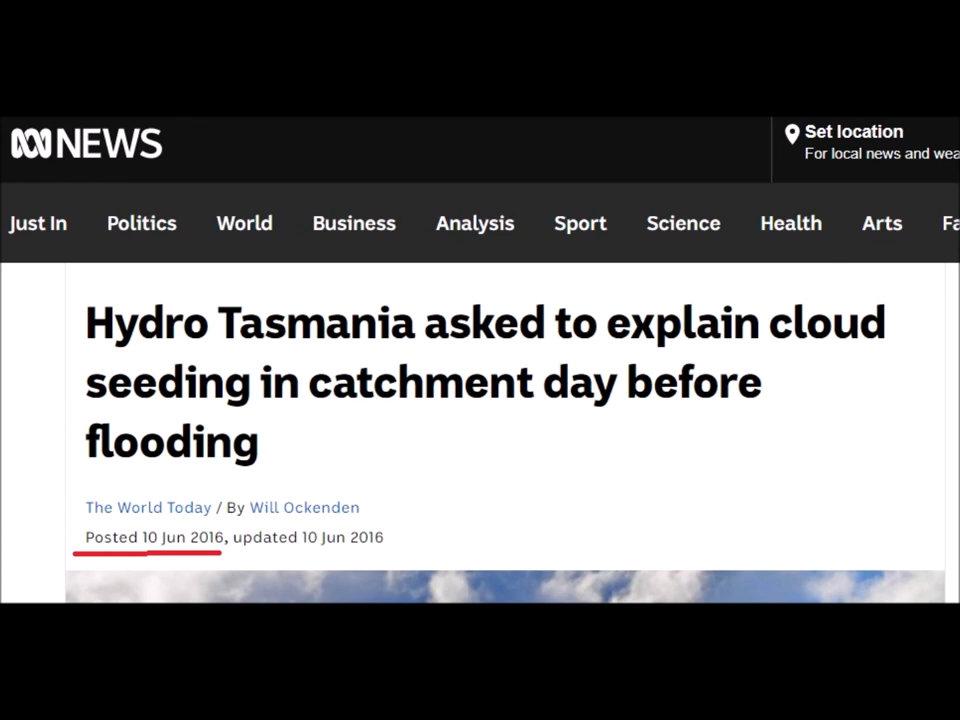 NEWS
Set location
For local news and wea
Just In Politics World Business Analysis Sport Science Health Arts Fa
Hydro Tasmania asked to explain cloud
seeding in catchment day before
flooding
The World Today / By Will Ockenden
Posted 10 Jun 2016, updated 10 Jun 2016